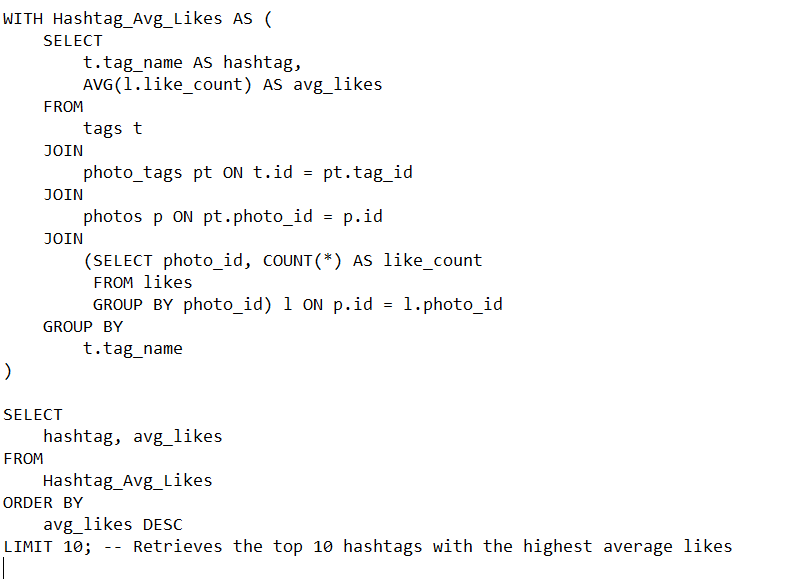 WITH Hashtag_Avg_Likes AS (
    SELECT
        t.tag_name AS hashtag,
        AVG(l.like_count) AS avg_likes
    FROM
        tags t
    JOIN
        photo_tags pt ON t.id = pt.tag_id
    JOIN
        photos p ON pt.photo_id = p.id
    JOIN
        (SELECT photo_id, COUNT(*) AS like_count
         FROM likes
         GROUP BY photo_id) l ON p.id = l.photo_id
    GROUP BY
        t.tag_name
)

SELECT
    hashtag, avg_likes
FROM
    Hashtag_Avg_Likes
ORDER BY
    avg_likes DESC
LIMIT 10; -- Retrieves the top 10 hashtags with the highest average likes